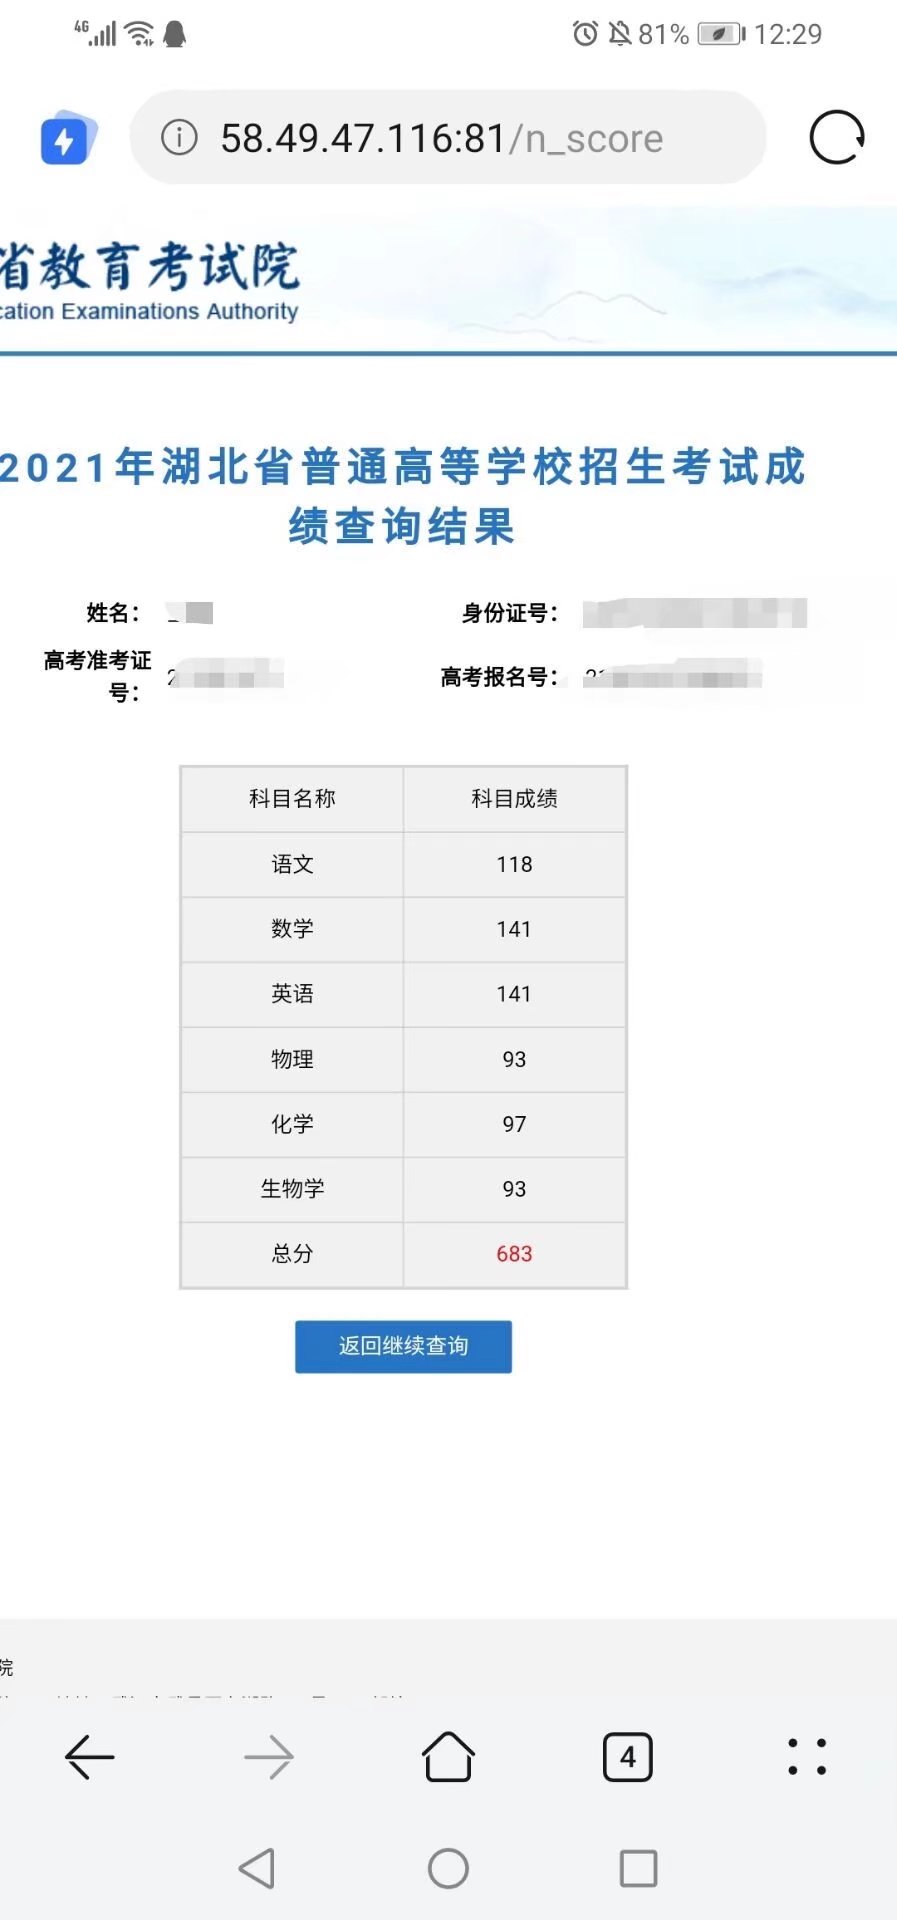 4G 81% 12:29
58.49.47.116:81/n_score
省教育考试院
cation Examinations Authority
2021年湖北省普通高等学校招生考试成
绩查询结果
姓名： 身份证号：
高考准考证
号： 高考报名号：
科目名称 科目成绩
语文 118
数学 141
英语 141
物理 93
化学 97
生物学 93
总分 683
返回继续查询
院
4